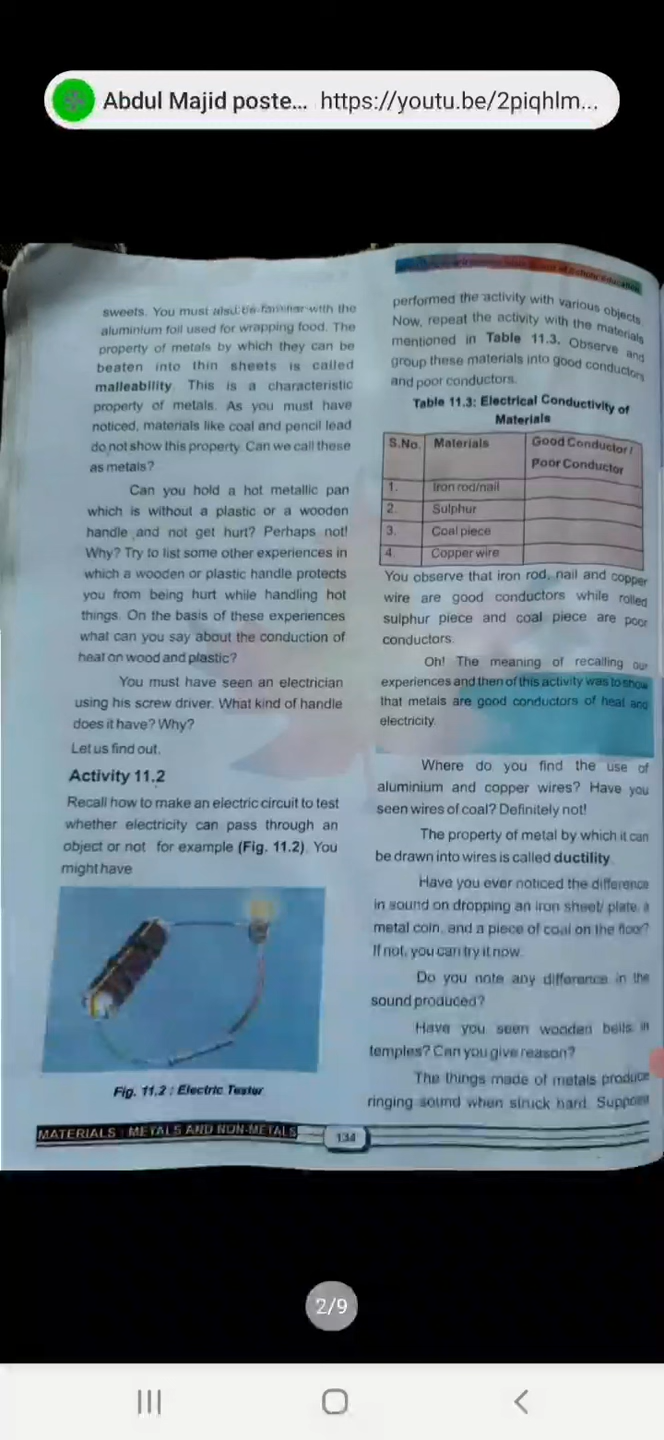 Abdul Majid poste... https://youtu.be/2piqhlm...
sweets. You must also be familiar with the
aluminium foil used for wrapping food. The
property of metals by which they can be
beaten into thin sheets is called
malleability. This is a characteristic
property of metals. As you must have
noticed, materials like coal and pencil lead
do not show this property. Can we call these
as metals?
Can you hold a hot metallic pan
which is without a plastic or a wooden
handle and not get hurt? Perhaps not!
Why? Try to list some other experiences in
which a wooden or plastic handle protects
you from being hurt while handling hot
things. On the basis of these experiences
what can you say about the conduction of
heat on wood and plastic?
You must have seen an electrician
using his screw driver. What kind of handle
does it have? Why?
Let us find out.
Activity 11.2
Recall how to make an electric circuit to test
whether electricity can pass through an
object or not for example (Fig. 11.2). You
might have
Fig. 11.2 : Electric Tester
performed the activity with various objects
Now, repeat the activity with the materials
mentioned in Table 11.3. Observe and
group these materials into good conductors
and poor conductors.
Table 11.3: Electrical Conductivity of
Materials
S.No. Materials Good Conductor /
Poor Conductor
1. Iron rod/nail
2. Sulphur
3. Coal piece
4. Copper wire
You observe that iron rod, nail and copper
wire are good conductors while rolled
sulphur piece and coal piece are poor
conductors.
Oh! The meaning of recalling our
experiences and then of this activity was to show
that metals are good conductors of heat and
electricity.
Where do you find the use of
aluminium and copper wires? Have you
seen wires of coal? Definitely not!
The property of metal by which it can
be drawn into wires is called ductility.
Have you ever noticed the difference
in sound on dropping an iron sheet/ plate, a
metal coin, and a piece of coal on the floor?
If not, you can try it now.
Do you note any difference in the
sound produced?
Have you seen wooden bells in
temples? Can you give reason?
The things made of metals produce
ringing sound when struck hard. Suppose
MATERIALS : METALS AND NON-METALS
134
2/9